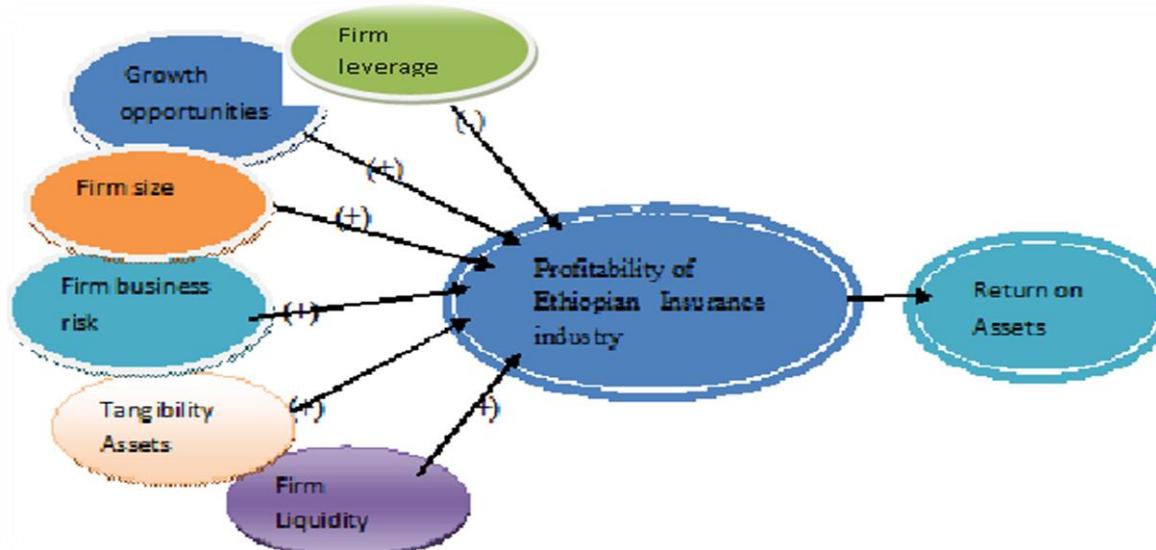 Firm
leverage
Growth
opportunities
(-)
(+)
Firm size
(+)
Firm business
risk
(+)
Profitability of
Ethiopian Insurance
industry
Return on
Assets
Tangibility
Assets
(+)
+)
Firm
Liquidity